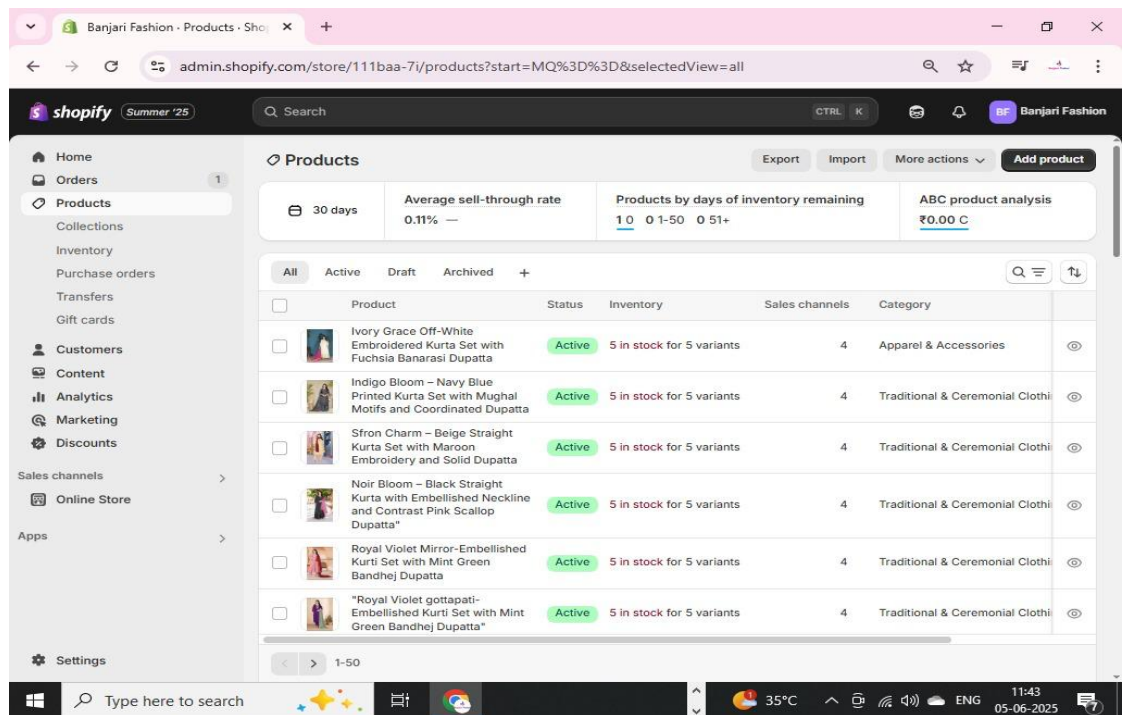 Banjari Fashion · Products · Sho
admin.shopify.com/store/111baa-7i/products?start=MQ%3D%3D&selectedView=all
shopify Summer '25
Search
CTRL K
BF Banjari Fashion
Home
Orders 1
Products
Collections
Inventory
Purchase orders
Transfers
Gift cards
Customers
Content
Analytics
Marketing
Discounts
Sales channels
Online Store
Apps
Settings
Products
Export Import More actions Add product
30 days
Average sell-through rate
0.11% —
Products by days of inventory remaining
1 0 0 1-50 0 51+
ABC product analysis
₹0.00 C
All Active Draft Archived +
Product Status Inventory Sales channels Category
Ivory Grace Off-White
Embroidered Kurta Set with
Fuchsia Banarasi Dupatta
Active 5 in stock for 5 variants 4 Apparel & Accessories
Indigo Bloom – Navy Blue
Printed Kurta Set with Mughal
Motifs and Coordinated Dupatta
Active 5 in stock for 5 variants 4 Traditional & Ceremonial Clothi
Sfron Charm – Beige Straight
Kurta Set with Maroon
Embroidery and Solid Dupatta
Active 5 in stock for 5 variants 4 Traditional & Ceremonial Clothi
Noir Bloom – Black Straight
Kurta with Embellished Neckline
and Contrast Pink Scallop
Dupatta"
Active 5 in stock for 5 variants 4 Traditional & Ceremonial Clothi
Royal Violet Mirror-Embellished
Kurti Set with Mint Green
Bandhej Dupatta
Active 5 in stock for 5 variants 4 Traditional & Ceremonial Clothi
"Royal Violet gottapati-
Embellished Kurti Set with Mint
Green Bandhej Dupatta"
Active 5 in stock for 5 variants 4 Traditional & Ceremonial Clothi
1-50
Type here to search
1
35°C
ENG
11:43
05-06-2025
7